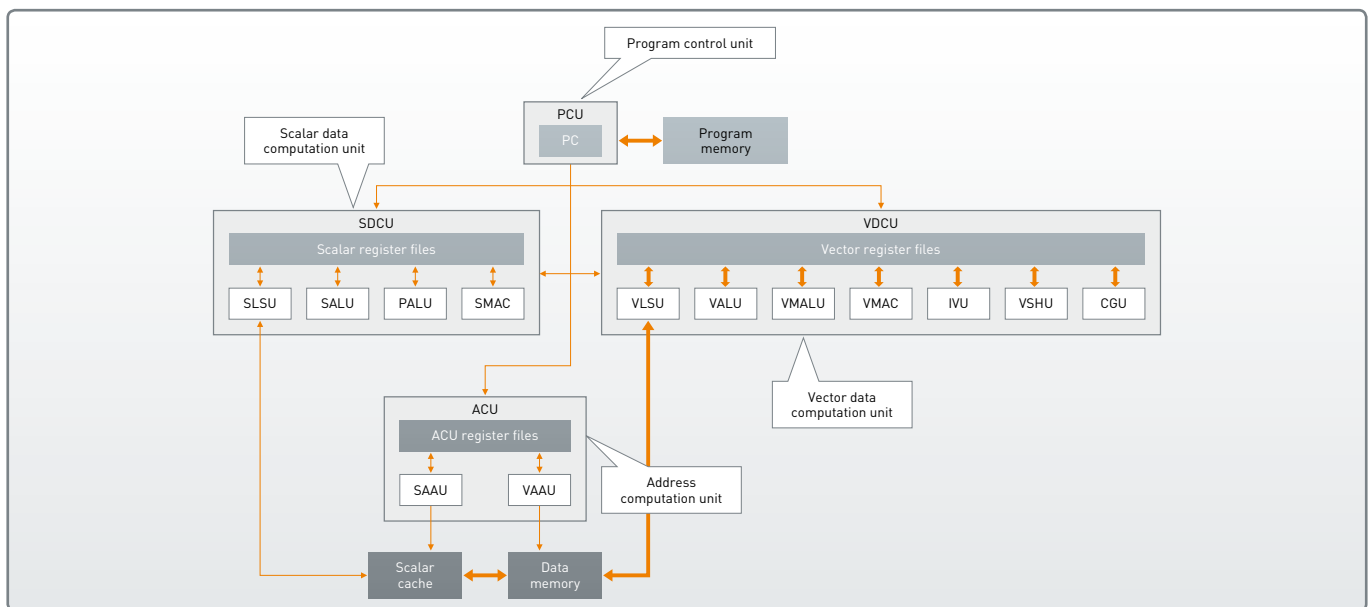 Program control unit
PCU
PC
Program
memory
Scalar data
computation unit
SDCU
Scalar register files
SLSU
SALU
PALU
SMAC
VDCU
Vector register files
VLSU
VALU
VMALU
VMAC
IVU
VSHU
CGU
Vector data
computation unit
ACU
ACU register files
SAAU
VAAU
Address
computation unit
Scalar
cache
Data
memory